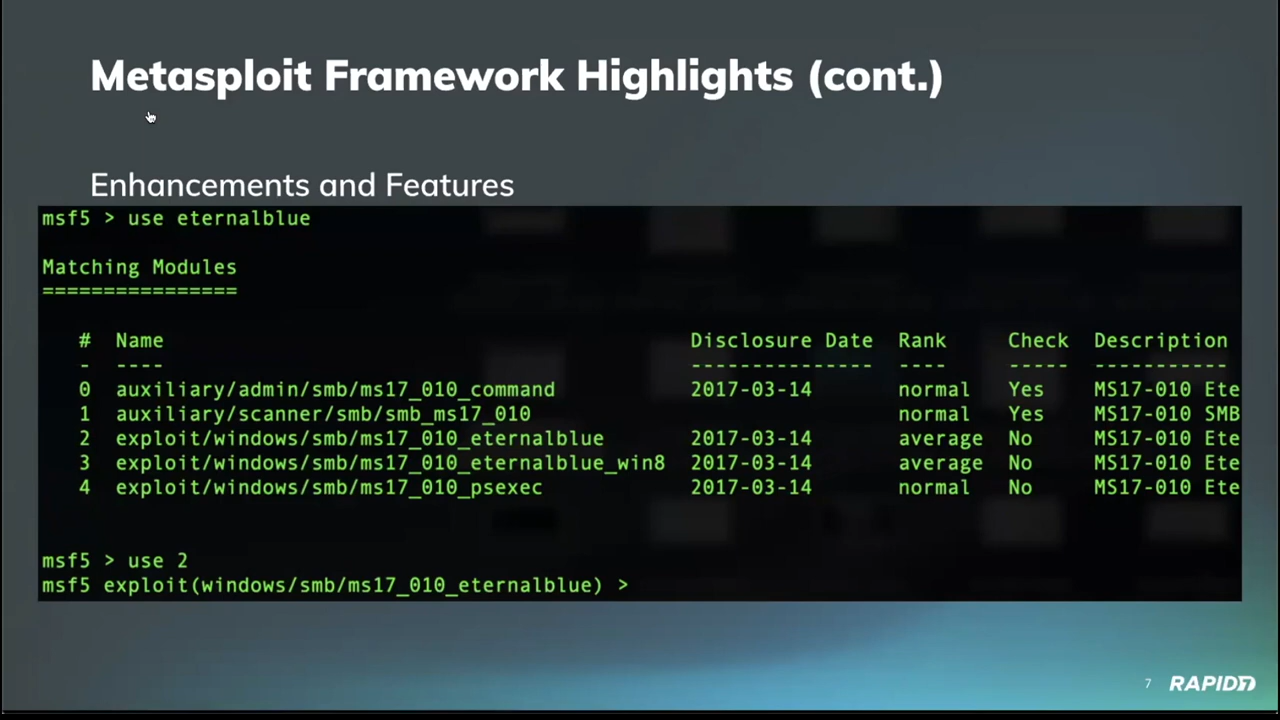 Metasploit Framework Highlights (cont.)
Enhancements and Features
msf5 > use eternalblue
Matching Modules
================
#  Name  Disclosure Date  Rank  Check  Description
-  ----  ---------------  ----  -----  -----------
0  auxiliary/admin/smb/ms17_010_command  2017-03-14  normal  Yes  MS17-010 Ete
1  auxiliary/scanner/smb/smb_ms17_010  normal  Yes  MS17-010 SMB
2  exploit/windows/smb/ms17_010_eternalblue  2017-03-14  average  No  MS17-010 Ete
3  exploit/windows/smb/ms17_010_eternalblue_win8  2017-03-14  average  No  MS17-010 Ete
4  exploit/windows/smb/ms17_010_psexec  2017-03-14  normal  No  MS17-010 Ete
msf5 > use 2
msf5 exploit(windows/smb/ms17_010_eternalblue) >
7 RAPID7